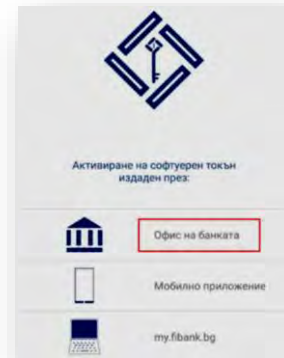 Активиране на софтуерен токън
издаден през:
Офис на банката
Мобилно приложение
my.fibank.bg